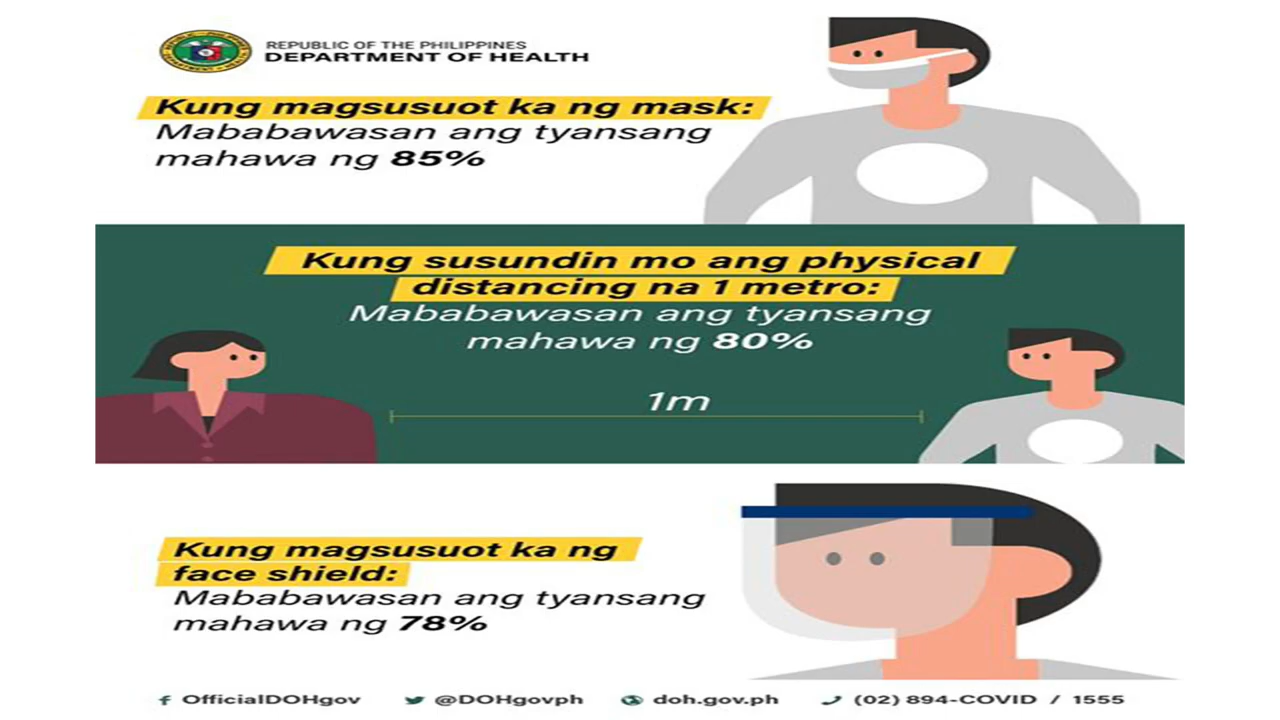 REPUBLIC OF THE PHILIPPINES
DEPARTMENT OF HEALTH
Kung magsusuot ka ng mask:
Mababawasan ang tyansang
mahawa ng 85%
Kung susundin mo ang physical
distancing na 1 metro:
Mababawasan ang tyansang
mahawa ng 80%
1m
Kung magsusuot ka ng
face shield:
Mababawasan ang tyansang
mahawa ng 78%
OfficialDOHgov @DOHgovph doh.gov.ph (02) 894-COVID / 1555